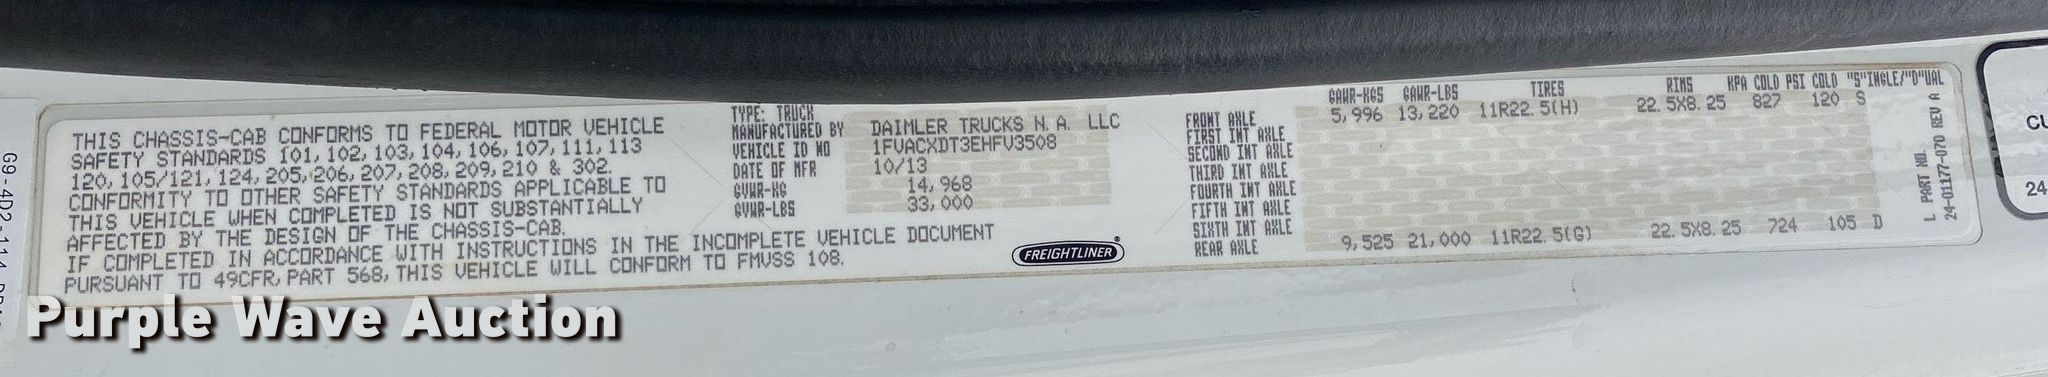 THIS CHASSIS-CAB CONFORMS TO FEDERAL MOTOR VEHICLE
SAFETY STANDARDS 101, 102, 103, 104, 106, 107, 111, 113
120, 105/121, 124, 205, 206, 207, 208, 209, 210 & 302.
CONFORMITY TO OTHER SAFETY STANDARDS APPLICABLE TO
THIS VEHICLE WHEN COMPLETED IS NOT SUBSTANTIALLY
AFFECTED BY THE DESIGN OF THE CHASSIS-CAB.
IF COMPLETED IN ACCORDANCE WITH INSTRUCTIONS IN THE INCOMPLETE VEHICLE DOCUMENT
PURSUANT TO 49CFR, PART 568, THIS VEHICLE WILL CONFORM TO FMVSS 108.
TYPE: TRUCK
MANUFACTURED BY DAIMLER TRUCKS N.A. LLC
VEHICLE ID NO 1FVACXDT3EHFV3508
DATE OF MFR 10/13
GVWR-KG 14,968
GVWR-LBS 33,000
FREIGHTLINER®
GAWR-KGS GAWR-LBS TIRES RIMS KPA COLD PSI COLD "S"INGLE/"D"UAL
FRONT AXLE 5,996 13,220 11R22.5(H) 22.5X8.25 827 120 S
FIRST INT AXLE
SECOND INT AXLE
THIRD INT AXLE
FOURTH INT AXLE
FIFTH INT AXLE
SIXTH INT AXLE
REAR AXLE 9,525 21,000 11R22.5(G) 22.5X8.25 724 105 D
L PART NO.
24-01177-070 REV A
CU
24
Purple Wave Auction